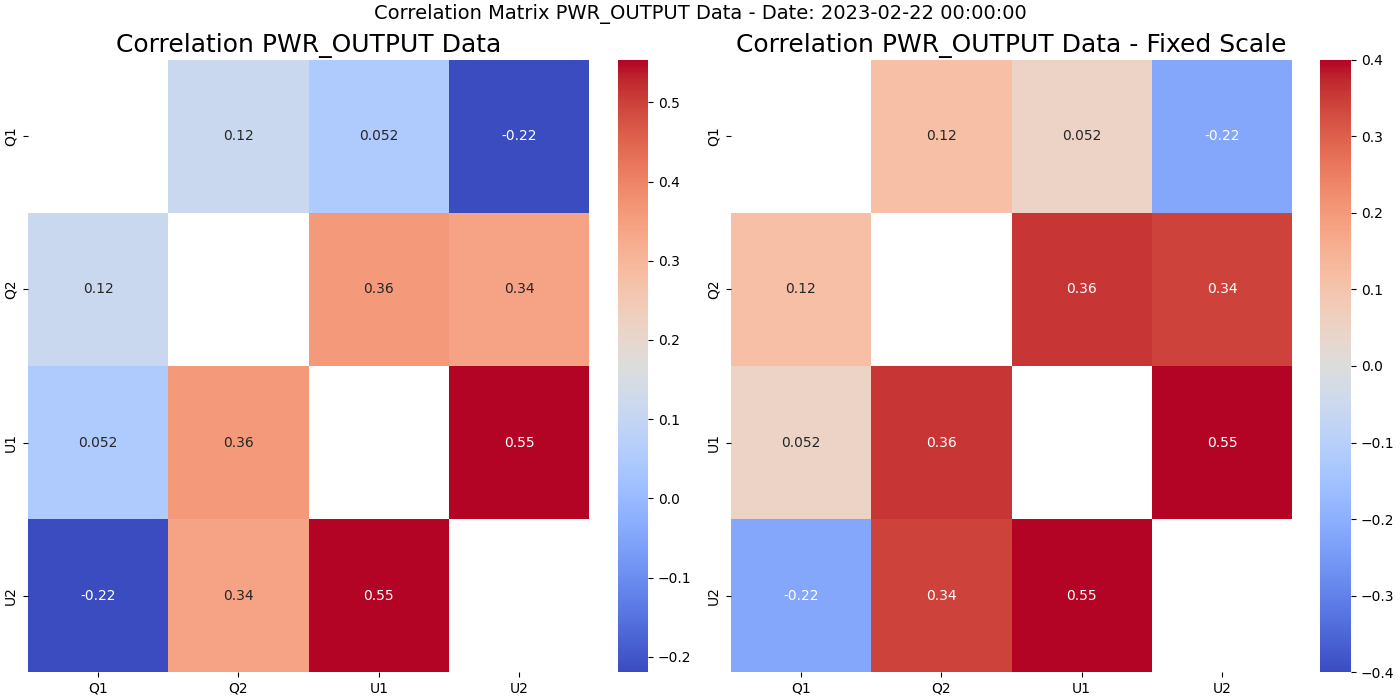 Correlation Matrix PWR_OUTPUT Data - Date: 2023-02-22 00:00:00
Correlation PWR_OUTPUT Data
Q1
0.12
0.052
-0.22
Q2
0.12
0.36
0.34
U1
0.052
0.36
0.55
U2
-0.22
0.34
0.55
Q1
Q2
U1
U2
0.5
0.4
0.3
0.2
0.1
0.0
−0.1
−0.2
Correlation PWR_OUTPUT Data - Fixed Scale
Q1
0.12
0.052
-0.22
Q2
0.12
0.36
0.34
U1
0.052
0.36
0.55
U2
-0.22
0.34
0.55
Q1
Q2
U1
U2
0.4
0.3
0.2
0.1
0.0
−0.1
−0.2
−0.3
−0.4